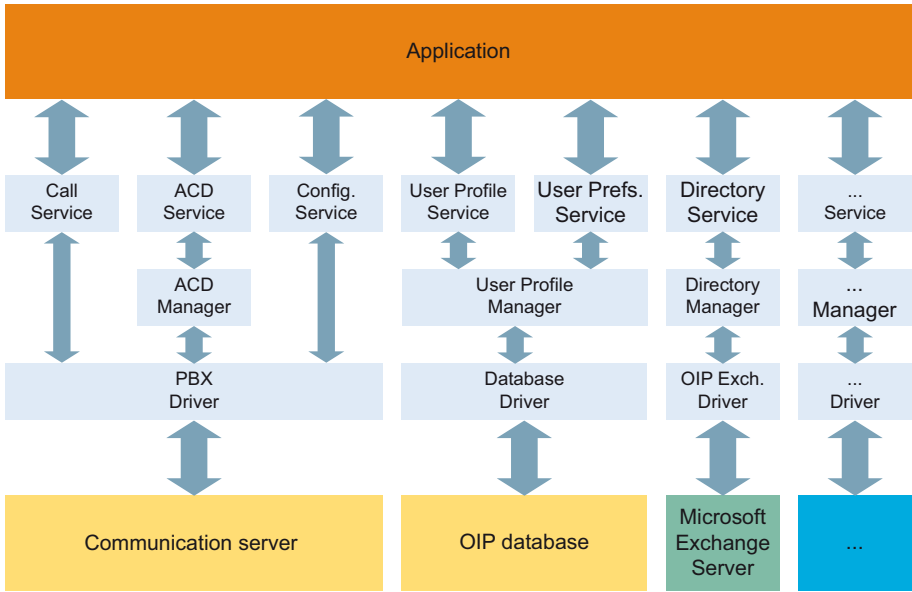 Application
Call
Service
ACD
Service
Config.
Service
User Profile
Service
User Prefs.
Service
Directory
Service
...
Service
ACD
Manager
User Profile
Manager
Directory
Manager
...
Manager
PBX
Driver
Database
Driver
OIP Exch.
Driver
...
Driver
Communication server
OIP database
Microsoft
Exchange
Server
...